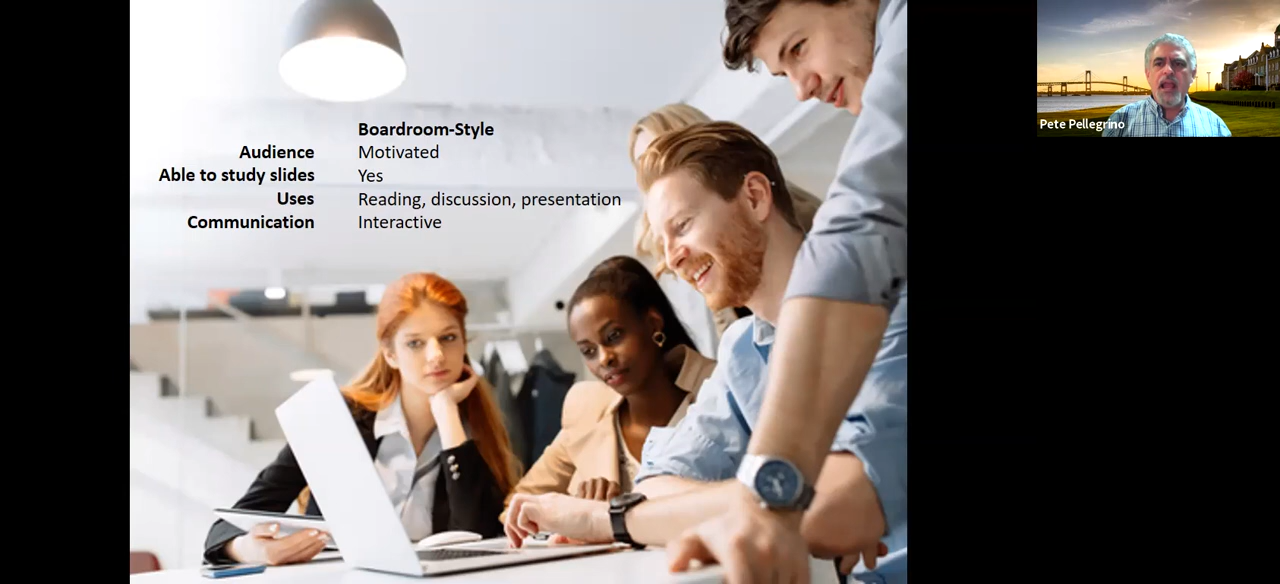 Boardroom-Style
Audience Motivated
Able to study slides Yes
Uses Reading, discussion, presentation
Communication Interactive
Pete Pellegrino